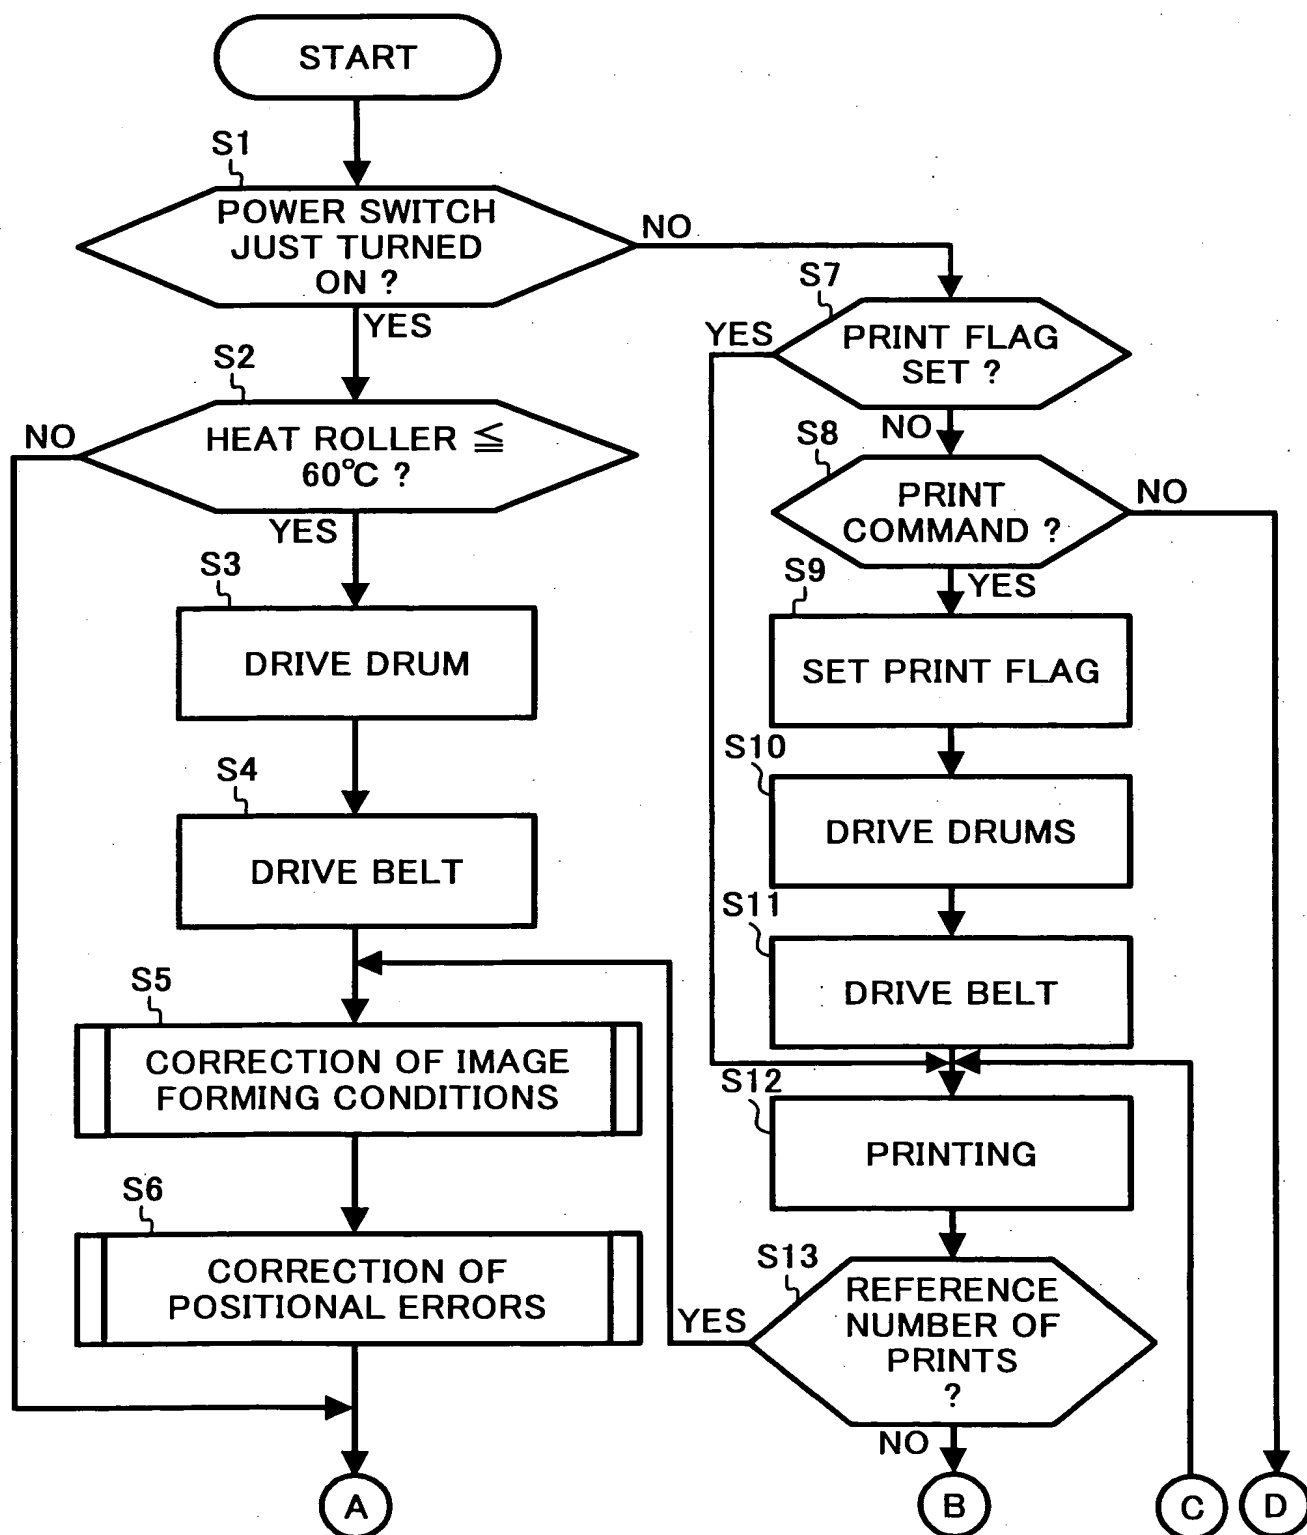 START
S1
POWER SWITCH
JUST TURNED
ON ?
NO
YES
S2
HEAT ROLLER ≦
60℃ ?
NO
YES
S3
DRIVE DRUM
S4
DRIVE BELT
S5
CORRECTION OF IMAGE
FORMING CONDITIONS
S6
CORRECTION OF
POSITIONAL ERRORS
A
S7
PRINT FLAG
SET ?
YES
NO
S8
PRINT
COMMAND ?
NO
YES
S9
SET PRINT FLAG
S10
DRIVE DRUMS
S11
DRIVE BELT
S12
PRINTING
S13
REFERENCE
NUMBER OF
PRINTS
?
YES
NO
B
C
D